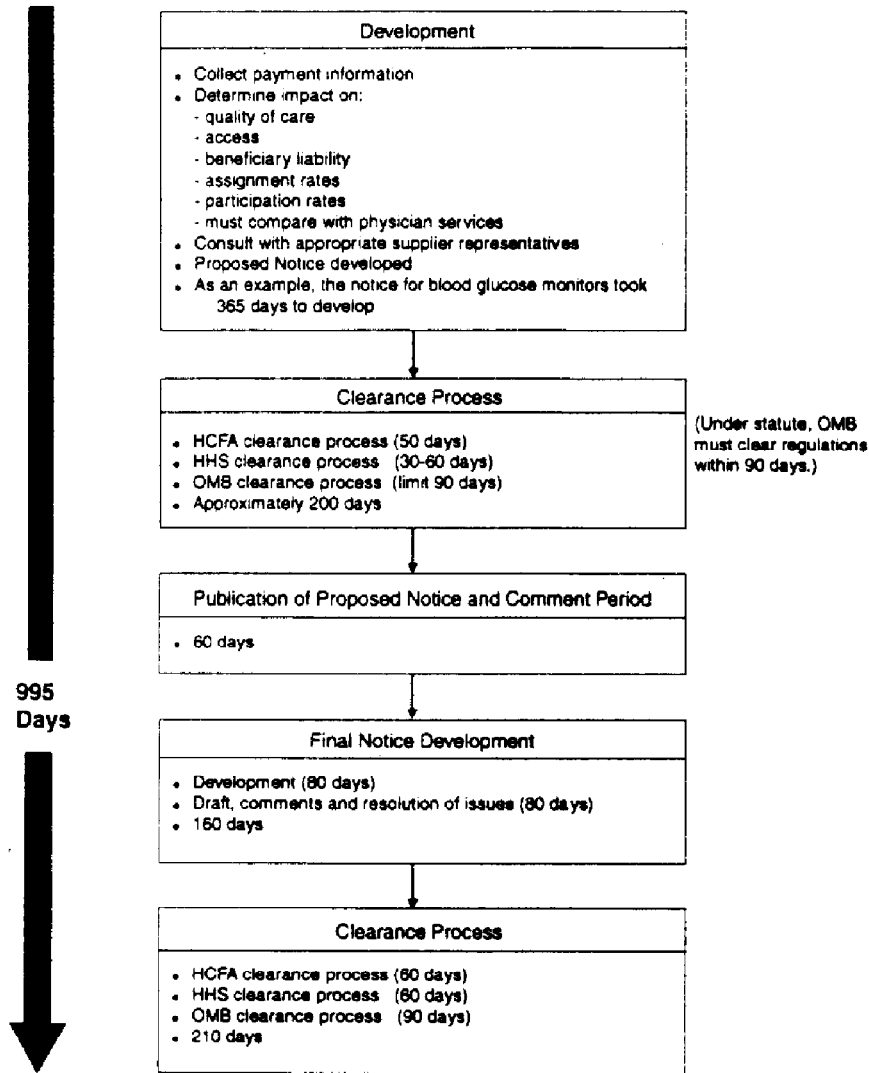 Development
• Collect payment information
• Determine impact on:
- quality of care
- access
- beneficiary liability
- assignment rates
- participation rates
- must compare with physician services
• Consult with appropriate supplier representatives
• Proposed Notice developed
• As an example, the notice for blood glucose monitors took
365 days to develop
Clearance Process
• HCFA clearance process (50 days)
• HHS clearance process (30-60 days)
• OMB clearance process (limit 90 days)
• Approximately 200 days
(Under statute, OMB
must clear regulations
within 90 days.)
Publication of Proposed Notice and Comment Period
• 60 days
995
Days
Final Notice Development
• Development (80 days)
• Draft, comments and resolution of issues (80 days)
• 160 days
Clearance Process
• HCFA clearance process (60 days)
• HHS clearance process (60 days)
• OMB clearance process (90 days)
• 210 days